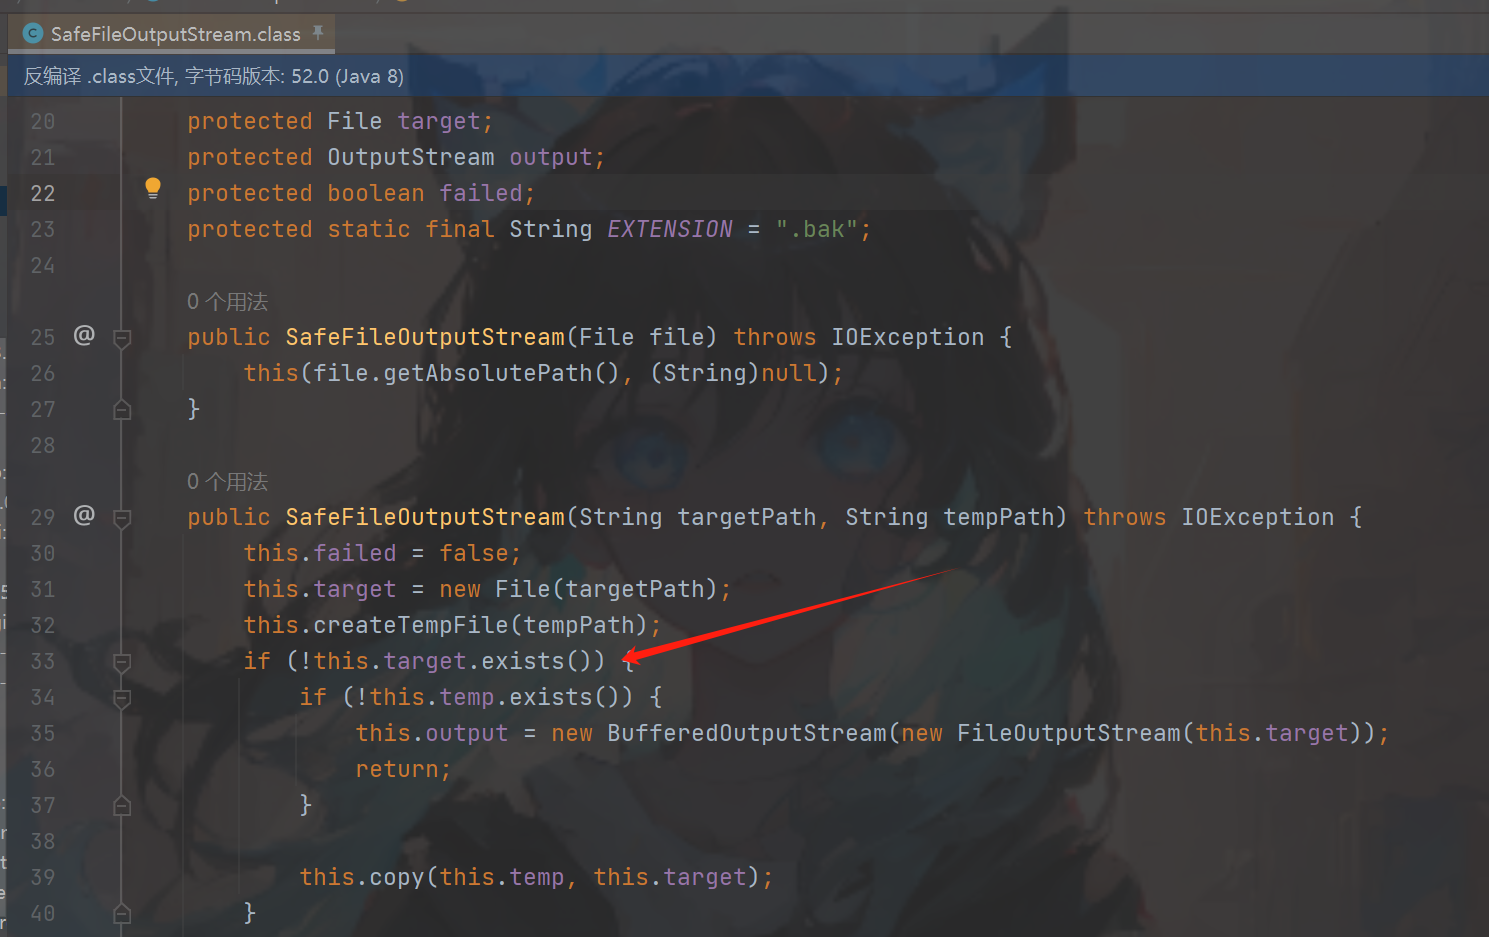 SafeFileOutputStream.class
反编译 .class文件, 字节码版本: 52.0 (Java 8)
20 protected File target;
21 protected OutputStream output;
22 protected boolean failed;
23 protected static final String EXTENSION = ".bak";
24
0 个用法
25 @ public SafeFileOutputStream(File file) throws IOException {
26 this(file.getAbsolutePath(), (String)null);
27 }
28
0 个用法
29 @ public SafeFileOutputStream(String targetPath, String tempPath) throws IOException {
30 this.failed = false;
31 this.target = new File(targetPath);
32 this.createTempFile(tempPath);
33 if (!this.target.exists()) {
34 if (!this.temp.exists()) {
35 this.output = new BufferedOutputStream(new FileOutputStream(this.target));
36 return;
37 }
38
39 this.copy(this.temp, this.target);
40 }